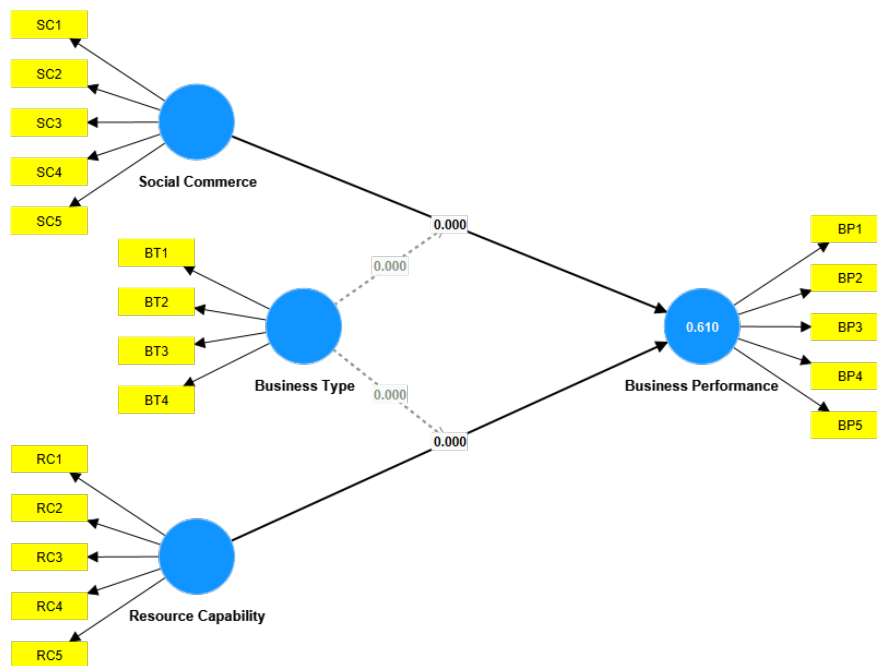 SC1
SC2
SC3
SC4
SC5
Social Commerce
0.000
BT1
BT2
BT3
BT4
0.000
Business Type
0.000
0.000
RC1
RC2
RC3
RC4
RC5
Resource Capability
0.610
Business Performance
BP1
BP2
BP3
BP4
BP5